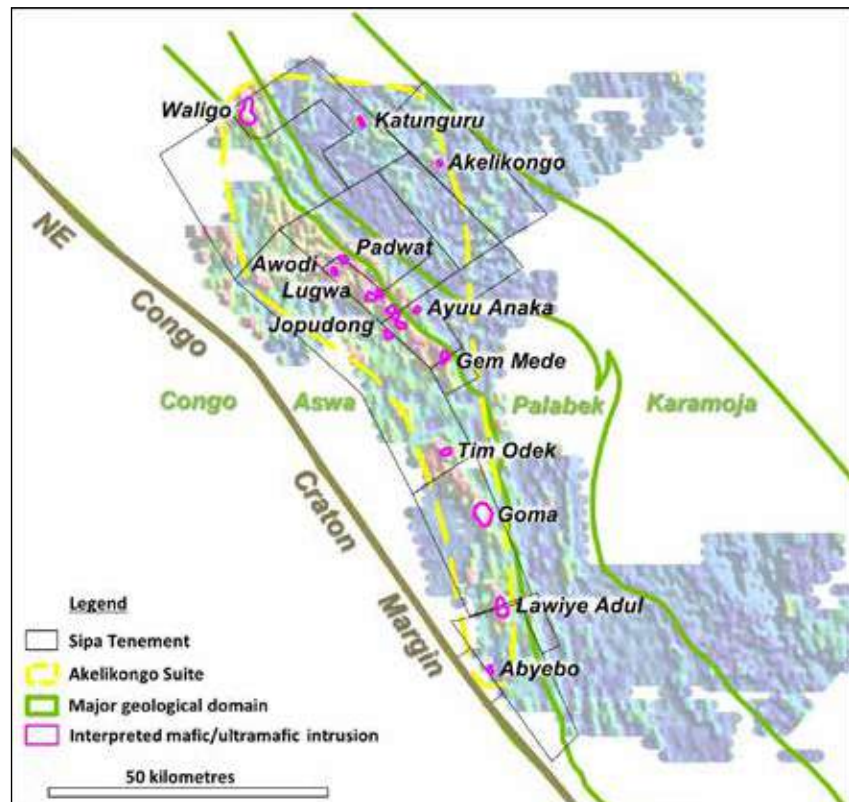 Waligo
Katunguru
Akelikongo
NE
Congo
Craton
Margin
Padwat
Awodi
Lugwa
Ayuu Anaka
Jopudong
Gem Mede
Congo
Aswa
Palabek
Karamoja
Tim Odek
Goma
Lawiye Adul
Abyebo
Legend
Sipa Tenement
Akelikongo Suite
Major geological domain
Interpreted mafic/ultramafic intrusion
50 kilometres